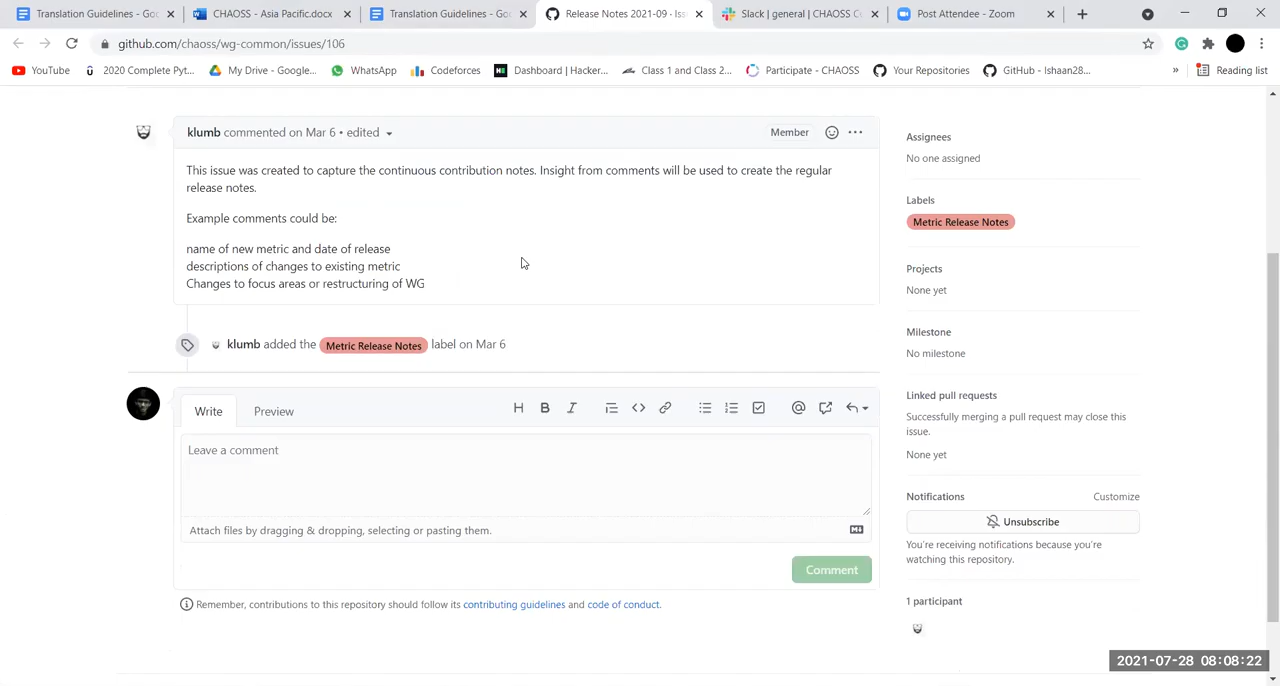 Translation Guidelines - Goo
CHAOSS - Asia Pacific.docx
Translation Guidelines - Goo
Release Notes 2021-09 - Iss
Slack | general | CHAOSS C
Post Attendee - Zoom
github.com/chaoss/wg-common/issues/106
YouTube
2020 Complete Pyt...
My Drive - Google...
WhatsApp
Codeforces
Dashboard | Hacker...
Class 1 and Class 2...
Participate - CHAOSS
Your Repositories
GitHub - Ishaan28...
»
Reading list
klumb commented on Mar 6 • edited
Member
This issue was created to capture the continuous contribution notes. Insight from comments will be used to create the regular
release notes.
Example comments could be:
name of new metric and date of release
descriptions of changes to existing metric
Changes to focus areas or restructuring of WG
klumb added the Metric Release Notes label on Mar 6
Write
Preview
Leave a comment
Attach files by dragging & dropping, selecting or pasting them.
Comment
Remember, contributions to this repository should follow its contributing guidelines and code of conduct.
Assignees
No one assigned
Labels
Metric Release Notes
Projects
None yet
Milestone
No milestone
Linked pull requests
Successfully merging a pull request may close this
issue.
None yet
Notifications
Customize
Unsubscribe
You're receiving notifications because you're
watching this repository.
1 participant
2021-07-28 08:08:22